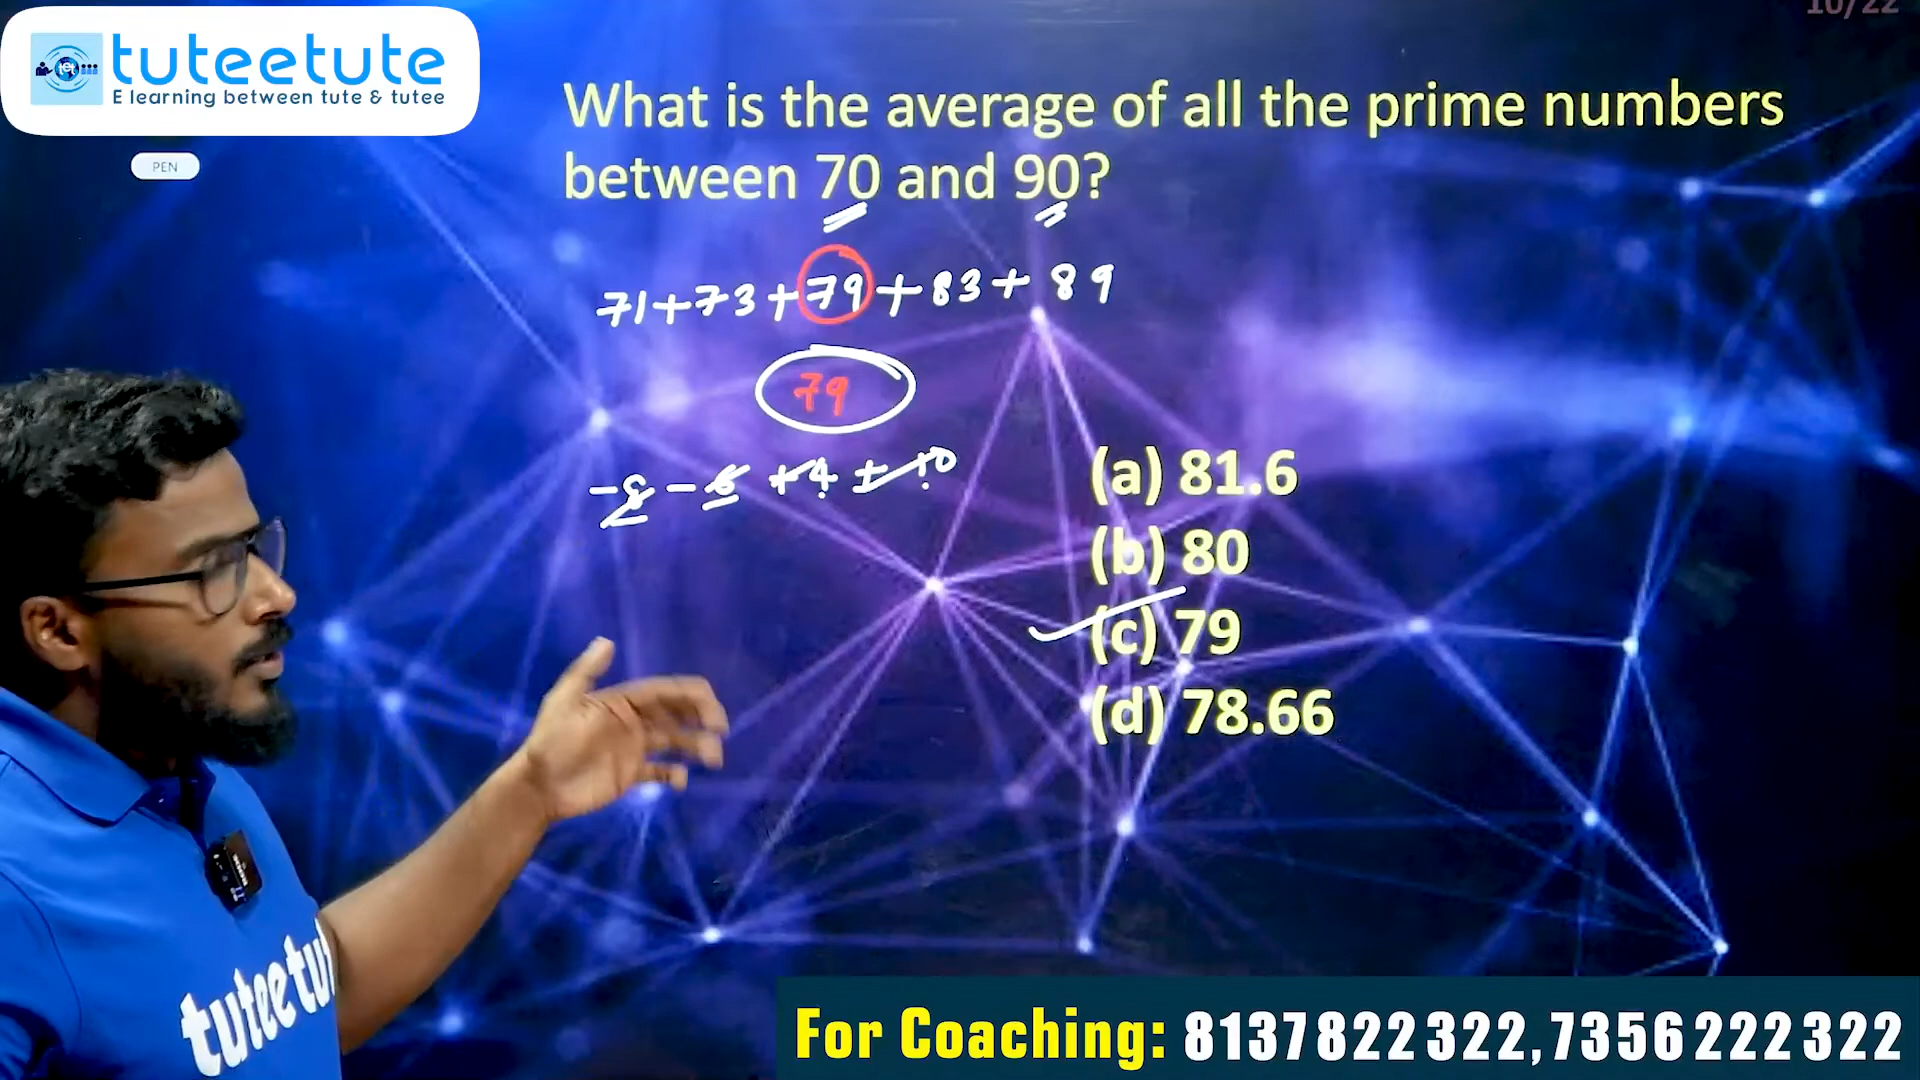 10/22
tuteetute
E learning between tute & tutee
PEN
What is the average of all the prime numbers
between 70 and 90?
71+73+79+83+89
79
-8 -6 +4 +10
(a) 81.6
(b) 80
(c) 79
(d) 78.66
tuteetu
For Coaching: 8137822322,7356222322